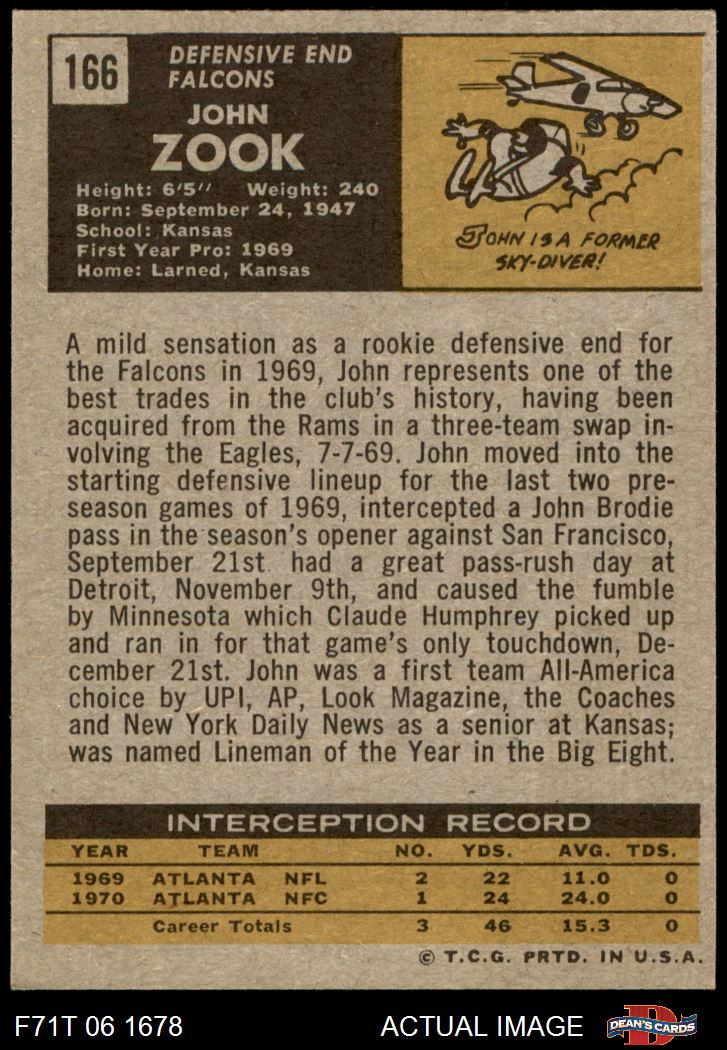 166
DEFENSIVE END
FALCONS
JOHN
ZOOK
Height: 6'5" Weight: 240
Born: September 24, 1947
School: Kansas
First Year Pro: 1969
Home: Larned, Kansas
JOHN IS A FORMER
SKY-DIVER!
A mild sensation as a rookie defensive end for
the Falcons in 1969, John represents one of the
best trades in the club's history, having been
acquired from the Rams in a three-team swap in-
volving the Eagles, 7-7-69. John moved into the
starting defensive lineup for the last two pre-
season games of 1969, intercepted a John Brodie
pass in the season's opener against San Francisco,
September 21st had a great pass-rush day at
Detroit, November 9th, and caused the fumble
by Minnesota which Claude Humphrey picked up
and ran in for that game's only touchdown, De-
cember 21st. John was a first team All-America
choice by UPI, AP, Look Magazine, the Coaches
and New York Daily News as a senior at Kansas;
was named Lineman of the Year in the Big Eight.
INTERCEPTION RECORD
YEAR TEAM NO. YDS. AVG. TDS.
1969 ATLANTA NFL 2 22 11.0 0
1970 ATLANTA NFC 1 24 24.0 0
Career Totals 3 46 15.3 0
© T.C.G. PRTD. IN U.S.A.
F71T 06 1678 ACTUAL IMAGE D DEAN'S CARDS